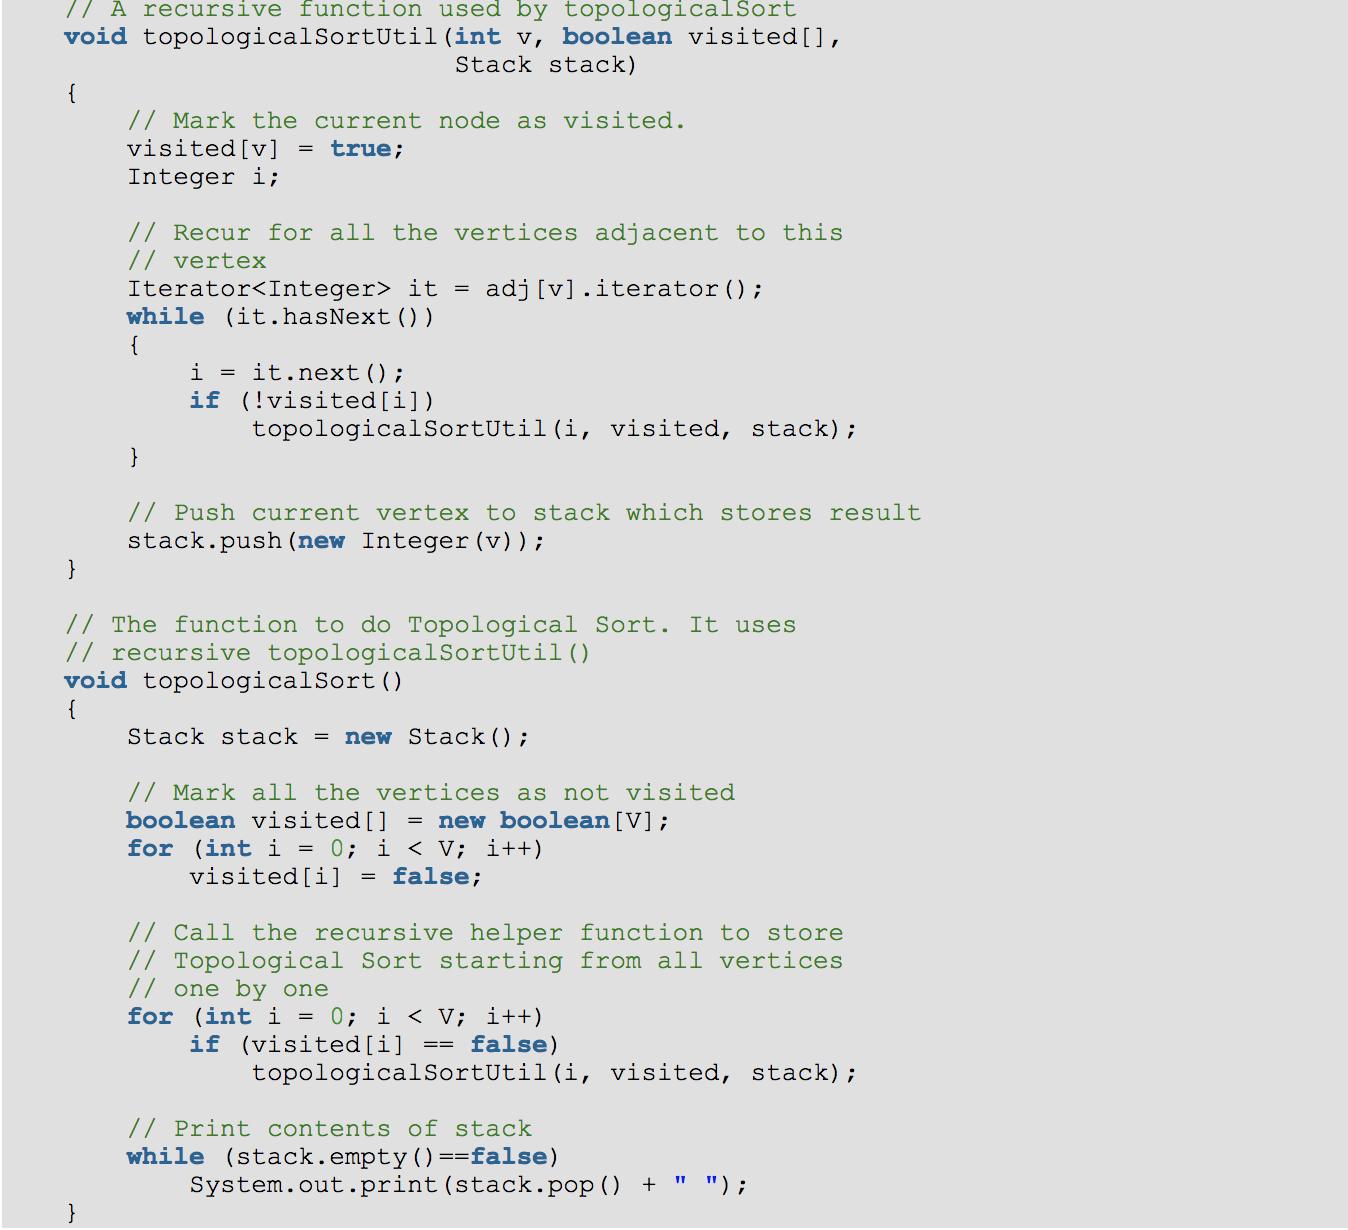 // A recursive function used by topologicalSort
void topologicalSortUtil(int v, boolean visited[],
                         Stack stack)
{
    // Mark the current node as visited.
    visited[v] = true;
    Integer i;

    // Recur for all the vertices adjacent to this
    // vertex
    Iterator<Integer> it = adj[v].iterator();
    while (it.hasNext())
    {
        i = it.next();
        if (!visited[i])
            topologicalSortUtil(i, visited, stack);
    }

    // Push current vertex to stack which stores result
    stack.push(new Integer(v));
}

// The function to do Topological Sort. It uses
// recursive topologicalSortUtil()
void topologicalSort()
{
    Stack stack = new Stack();

    // Mark all the vertices as not visited
    boolean visited[] = new boolean[V];
    for (int i = 0; i < V; i++)
        visited[i] = false;

    // Call the recursive helper function to store
    // Topological Sort starting from all vertices
    // one by one
    for (int i = 0; i < V; i++)
        if (visited[i] == false)
            topologicalSortUtil(i, visited, stack);

    // Print contents of stack
    while (stack.empty()==false)
        System.out.print(stack.pop() + " ");
}